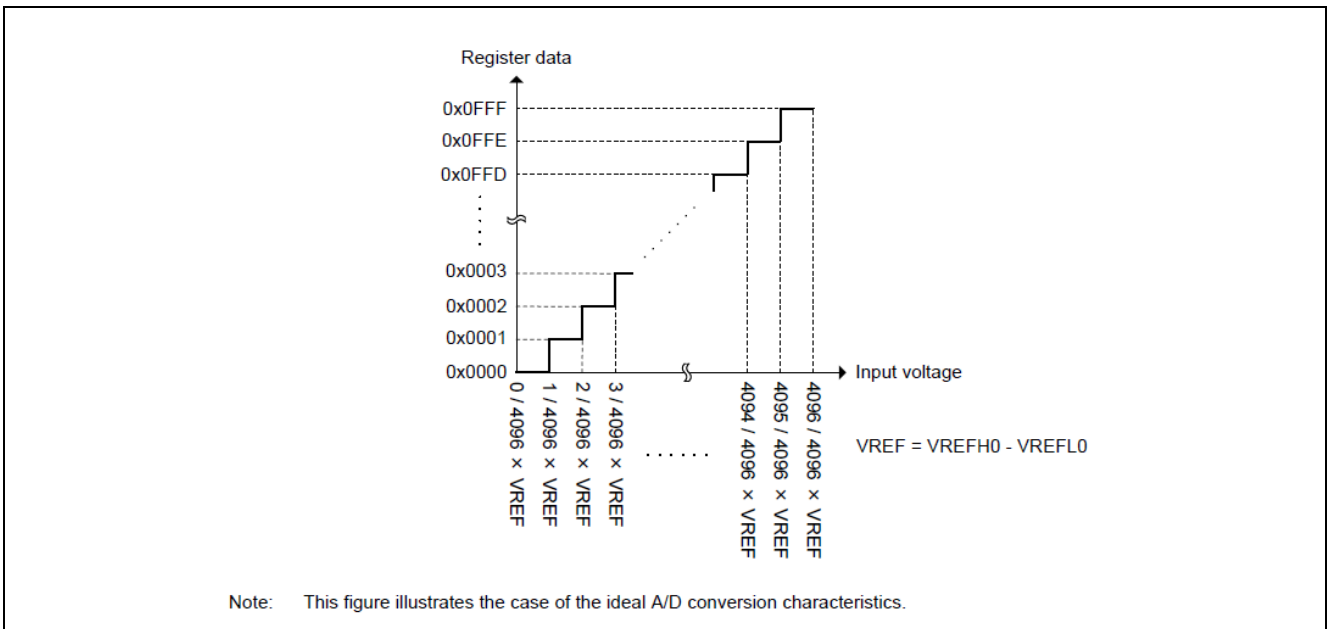 Register data
0x0FFF
0x0FFE
0x0FFD
0x0003
0x0002
0x0001
0x0000
Input voltage
0 / 4096 × VREF
1 / 4096 × VREF
2 / 4096 × VREF
3 / 4096 × VREF
......
4094 / 4096 × VREF
4095 / 4096 × VREF
4096 / 4096 × VREF
VREF = VREFH0 - VREFL0
Note: This figure illustrates the case of the ideal A/D conversion characteristics.